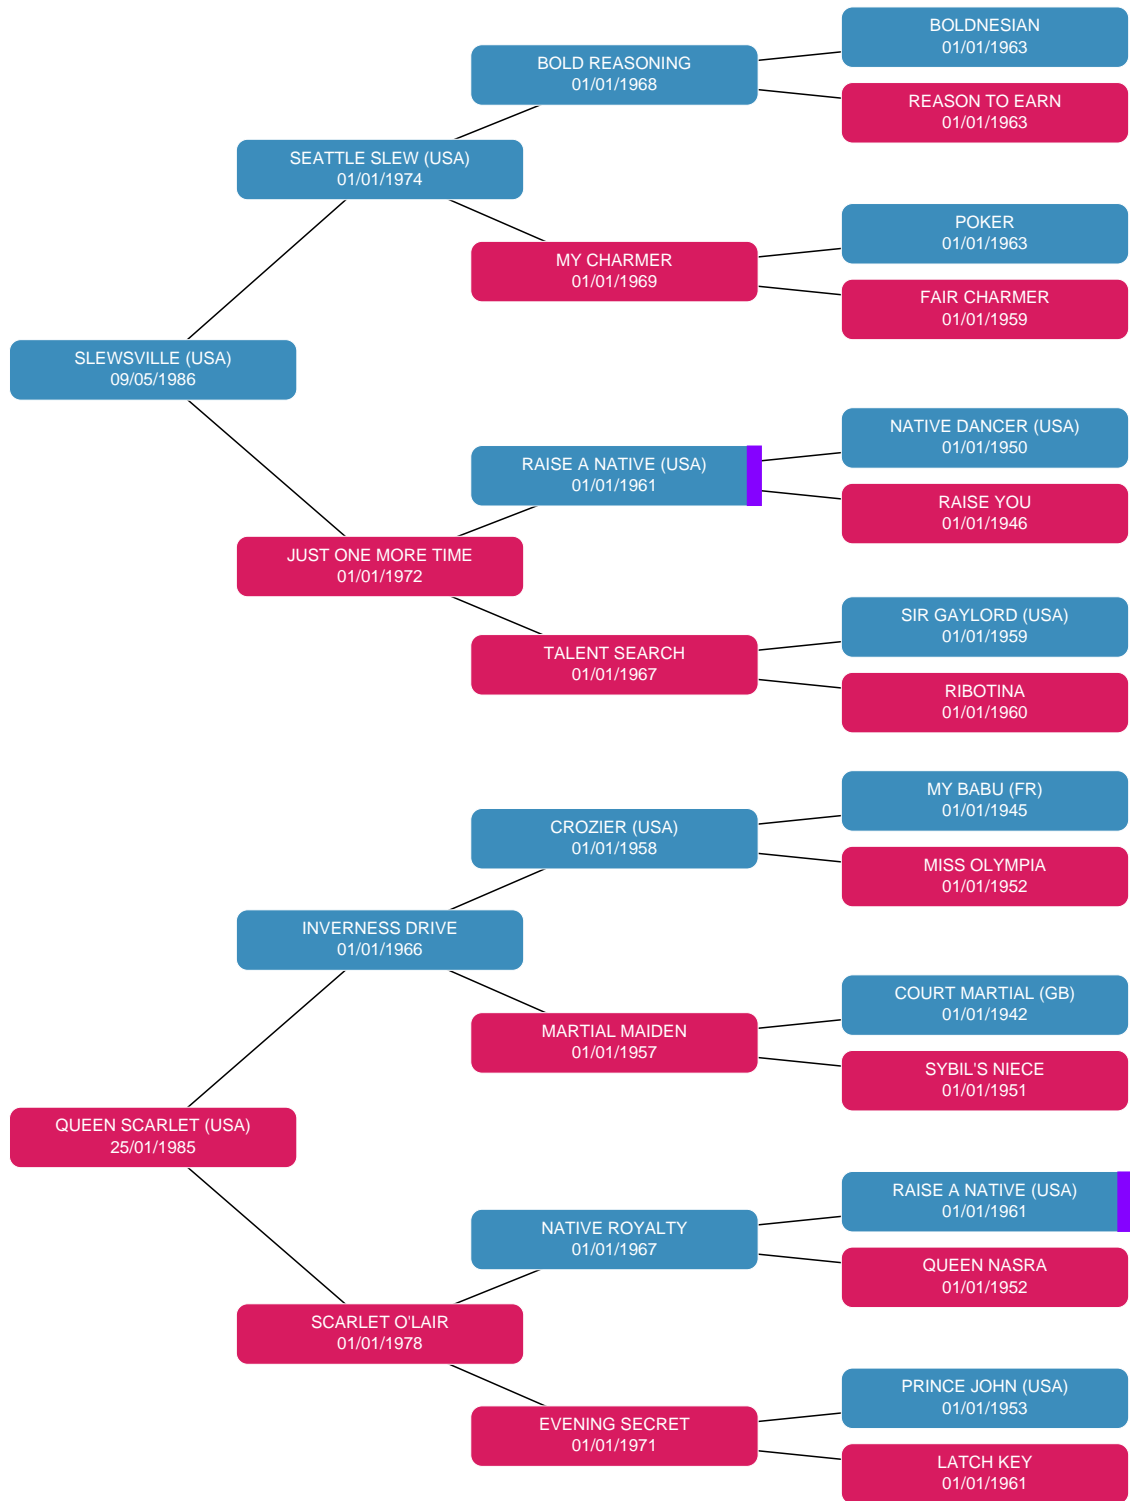 BOLDNESIAN
01/01/1963
BOLD REASONING
01/01/1968
REASON TO EARN
01/01/1963
SEATTLE SLEW (USA)
01/01/1974
POKER
01/01/1963
MY CHARMER
01/01/1969
FAIR CHARMER
01/01/1959
SLEWSVILLE (USA)
09/05/1986
NATIVE DANCER (USA)
01/01/1950
RAISE A NATIVE (USA)
01/01/1961
RAISE YOU
01/01/1946
JUST ONE MORE TIME
01/01/1972
SIR GAYLORD (USA)
01/01/1959
TALENT SEARCH
01/01/1967
RIBOTINA
01/01/1960
MY BABU (FR)
01/01/1945
CROZIER (USA)
01/01/1958
MISS OLYMPIA
01/01/1952
INVERNESS DRIVE
01/01/1966
COURT MARTIAL (GB)
01/01/1942
MARTIAL MAIDEN
01/01/1957
SYBIL'S NIECE
01/01/1951
QUEEN SCARLET (USA)
25/01/1985
RAISE A NATIVE (USA)
01/01/1961
NATIVE ROYALTY
01/01/1967
QUEEN NASRA
01/01/1952
SCARLET O'LAIR
01/01/1978
PRINCE JOHN (USA)
01/01/1953
EVENING SECRET
01/01/1971
LATCH KEY
01/01/1961